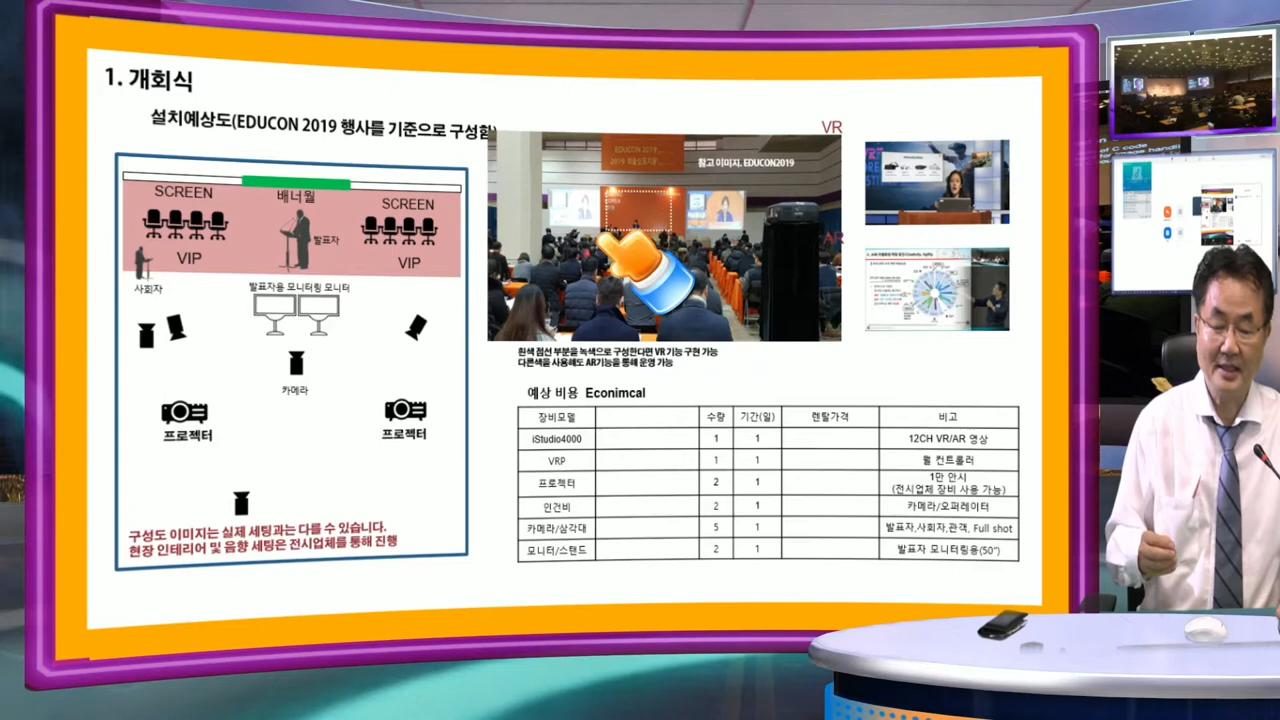 1. 개회식
설치예상도(EDUCON 2019 행사를 기준으로 구성함)
SCREEN
배너월
SCREEN
발표자
VIP
VIP
사회자
발표자용 모니터링 모니터
카메라
프로젝터
프로젝터
구성도 이미지는 실제 세팅과는 다를 수 있습니다.
현장 인테리어 및 음향 세팅은 전시업체를 통해 진행
VR
EDUCON 2019
참고 이미지, EDUCON2019
AR
흰색 점선 부분을 녹색으로 구성한다면 VR 기능 구현 가능
다른색을 사용해도 AR기능을 통해 운영 가능
예상 비용 Econimcal
장비모델 수량 기간(일) 렌탈가격 비고
iStudio4000 1 1 12CH VR/AR 영상
VRP 1 1 월 컨트롤러
프로젝터 2 1 1만 안시
(전시업체 장비 사용 가능)
인건비 2 1 카메라/오퍼레이터
카메라/삼각대 5 1 발표자,사회자,관객, Full shot
모니터/스탠드 2 1 발표자 모니터링용(50")
of C code